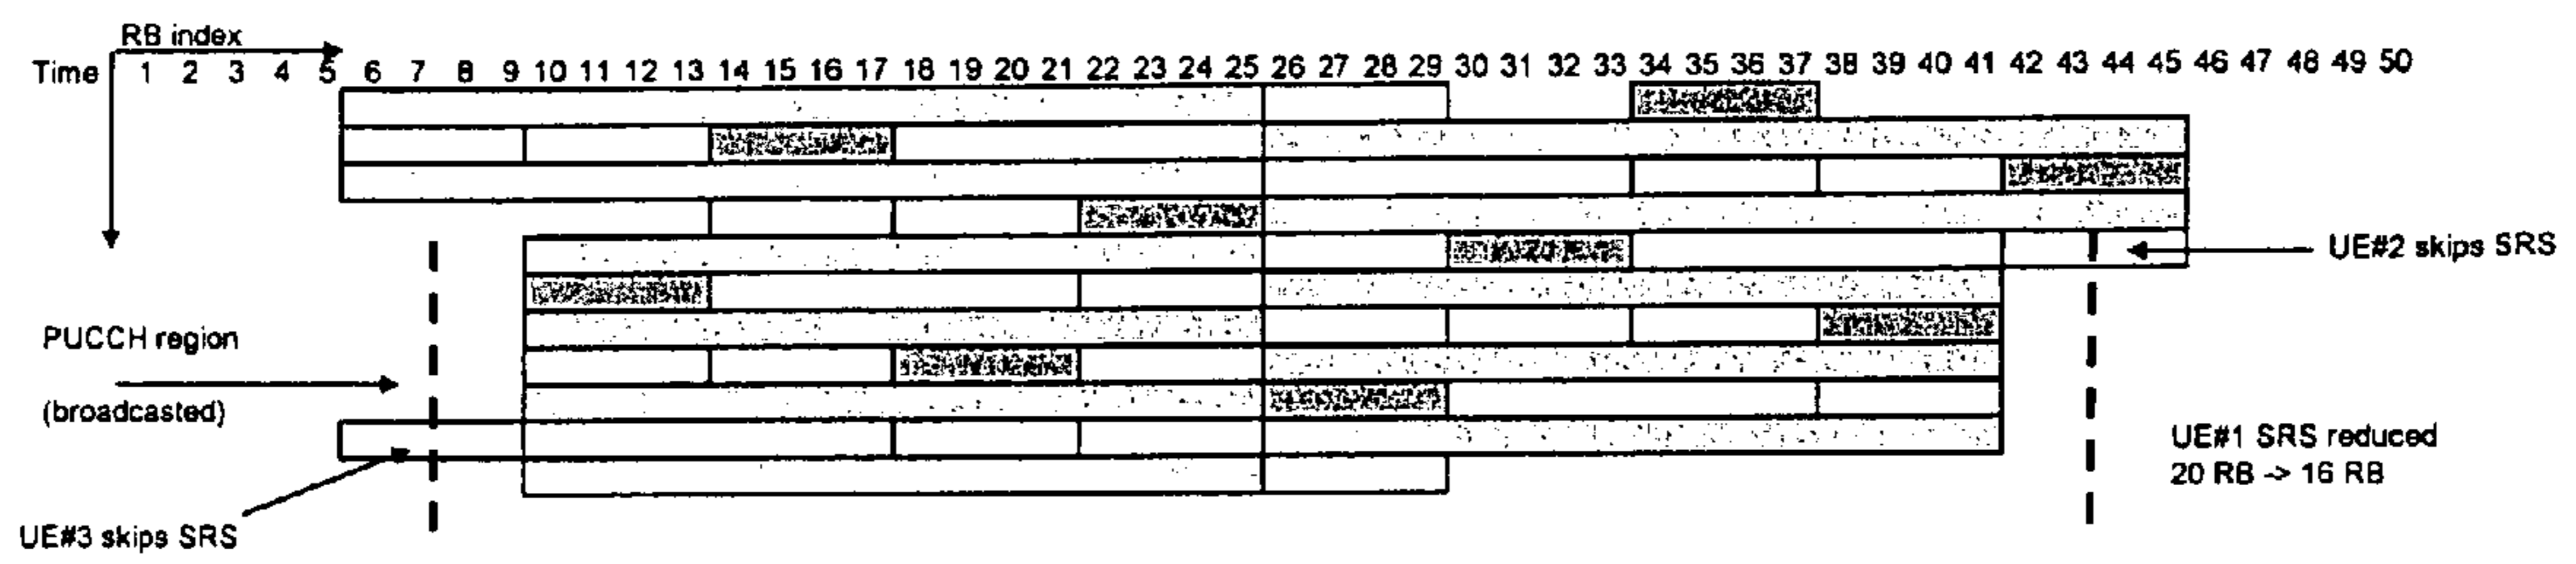 RB index
Time 1 2 3 4 5 6 7 8 9 10 11 12 13 14 15 16 17 18 19 20 21 22 23 24 25 26 27 28 29 30 31 32 33 34 35 36 37 38 39 40 41 42 43 44 45 46 47 48 49 50
UE#2 skips SRS
PUCCH region
(broadcasted)
UE#1 SRS reduced
20 RB -> 16 RB
UE#3 skips SRS